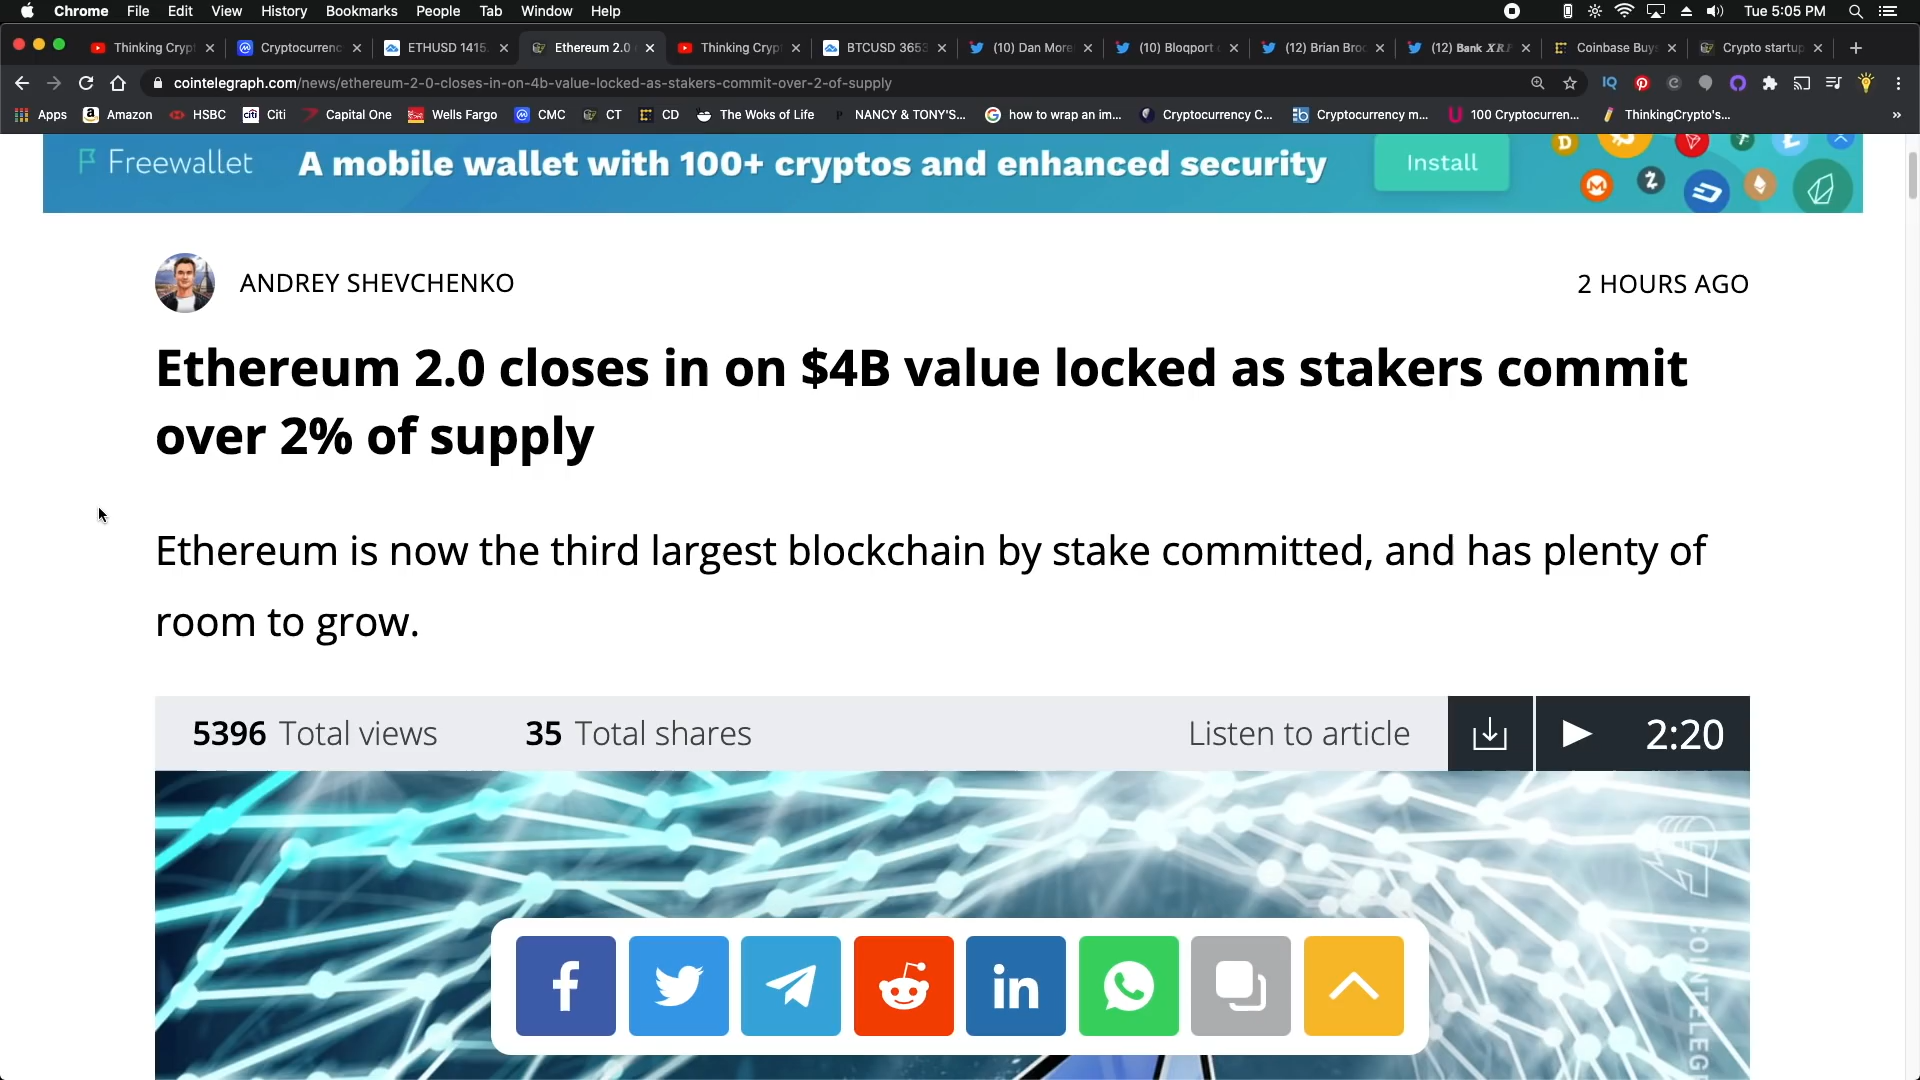 Chrome File Edit View History Bookmarks People Tab Window Help Tue 5:05 PM
Thinking Cryp Cryptocurrenc ETHUSD 1415. Ethereum 2.0 Thinking Cryp BTCUSD 3653 (10) Dan More (10) Bloqport (12) Brian Broc (12) Bank XRP Coinbase Buys Crypto startup
cointelegraph.com/news/ethereum-2-0-closes-in-on-4b-value-locked-as-stakers-commit-over-2-of-supply
Apps Amazon HSBC Citi Capital One Wells Fargo CMC CT CD The Woks of Life NANCY & TONY'S... how to wrap an im... Cryptocurrency C... Cryptocurrency m... 100 Cryptocurren... ThinkingCrypto's... »
Freewallet A mobile wallet with 100+ cryptos and enhanced security Install
ANDREY SHEVCHENKO 2 HOURS AGO
Ethereum 2.0 closes in on $4B value locked as stakers commit
over 2% of supply
Ethereum is now the third largest blockchain by stake committed, and has plenty of
room to grow.
5396 Total views 35 Total shares Listen to article 2:20
COINTELEG